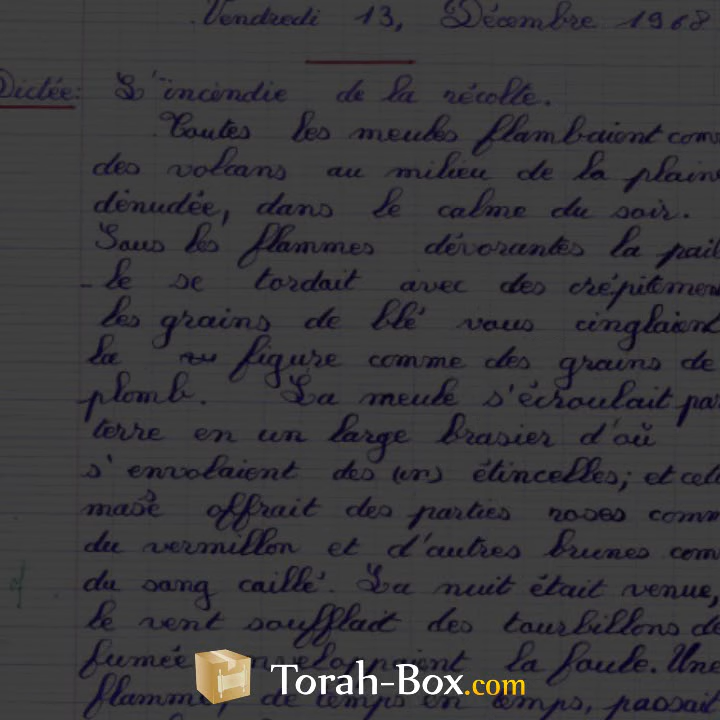 Vendredi 13, Décembre 1968
Dictée: L'incendie de la récolte.
Toutes les meules flambaient com
des volcans au milieu de la plain
dénudée, dans le calme du soir.
Sous les flammes dévorantes la pail
-le se tordait avec des crépitemen
les grains de blé vous cinglaient
la figure comme des grains de
plomb. La meule s'écroulait par
terre en un large brasier d'où
s'envolaient des (un) étincelles; et cett
masse offrait des parties roses comm
du vermillon et d'autres brunes com
du sang caillé. La nuit était venue,
le vent soufflait des tourbillons de
fumée enveloppaient la foule. Une
flamme, de temps en temps, passait
Torah-Box.com